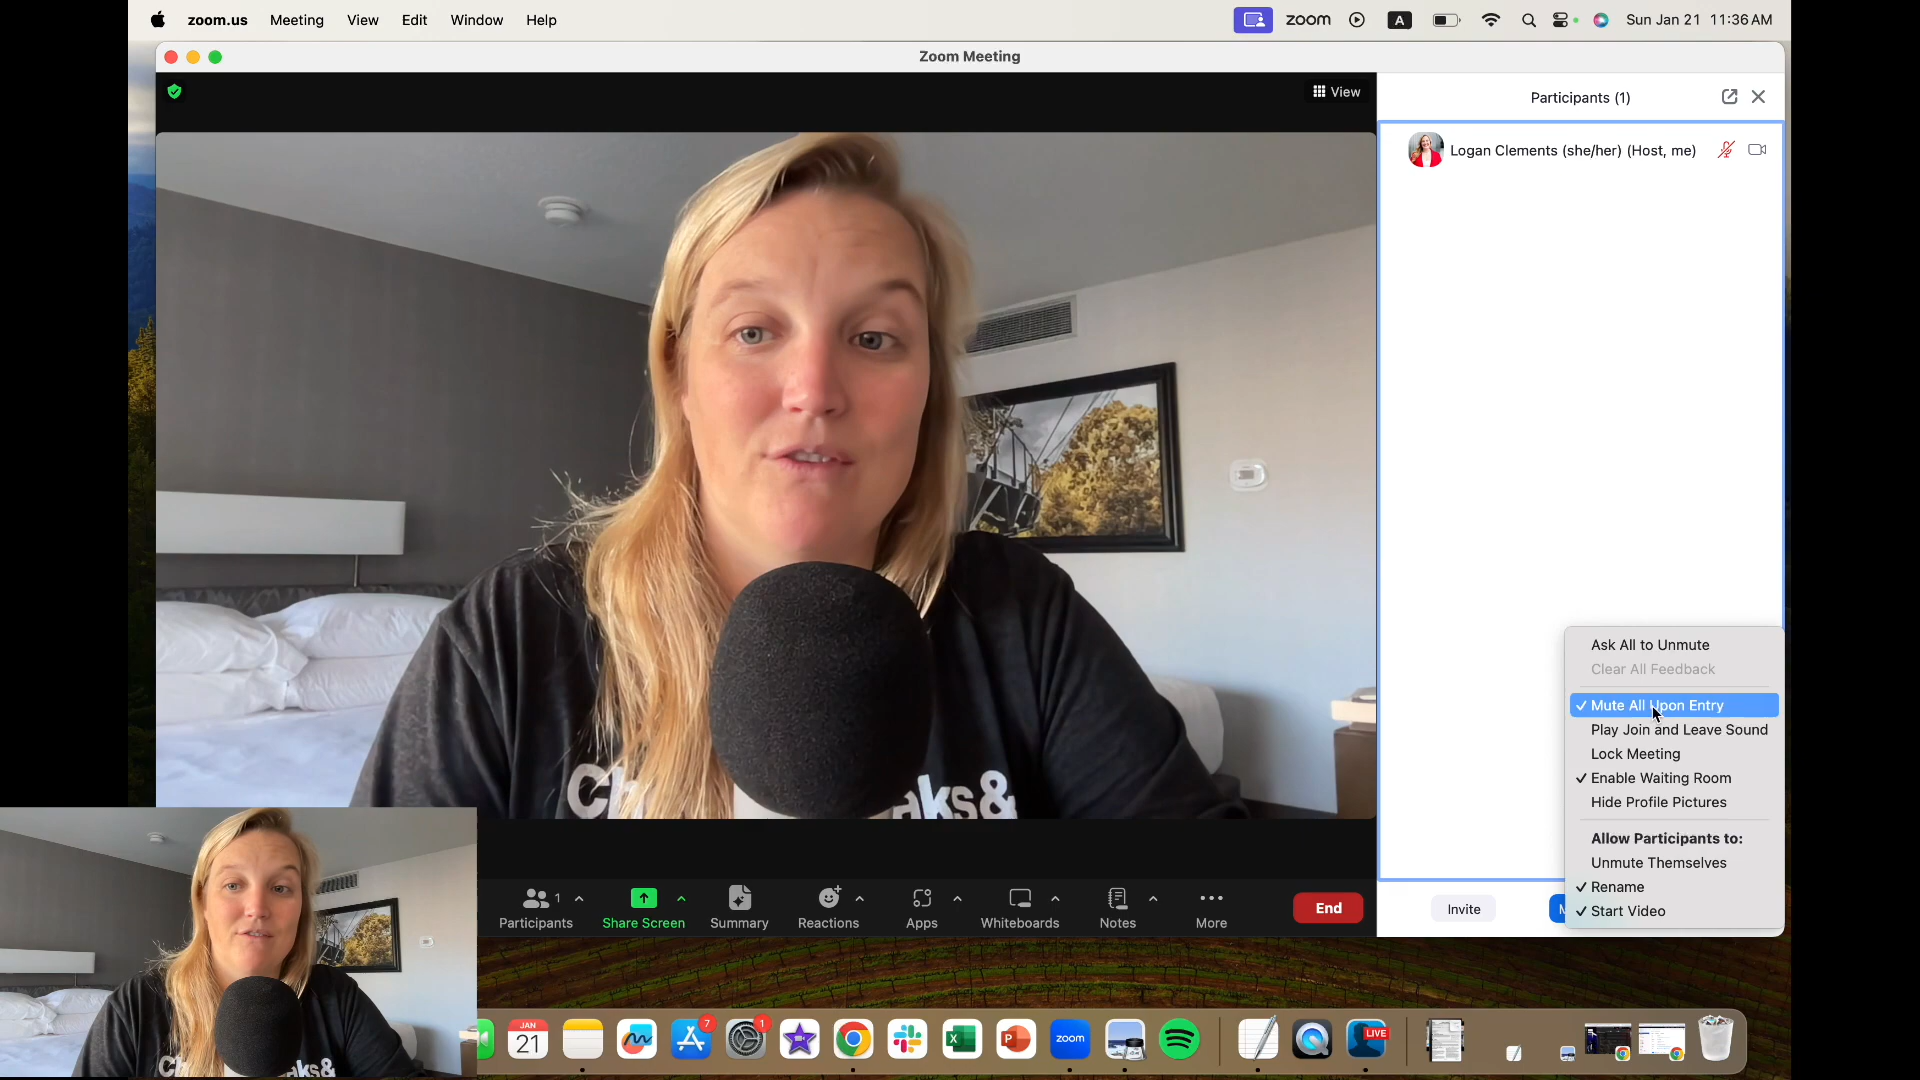 zoom.us Meeting View Edit Window Help
zoom A Sun Jan 21 11:36 AM
Zoom Meeting
View
Participants (1)
Logan Clements (she/her) (Host, me)
Ask All to Unmute
Clear All Feedback
✓ Mute All Upon Entry
Play Join and Leave Sound
Lock Meeting
✓ Enable Waiting Room
Hide Profile Pictures
Allow Participants to:
Unmute Themselves
✓ Rename
✓ Start Video
Invite
1
Participants Share Screen Summary Reactions Apps Whiteboards Notes More End
JAN
21
7
1
zoom
LIVE